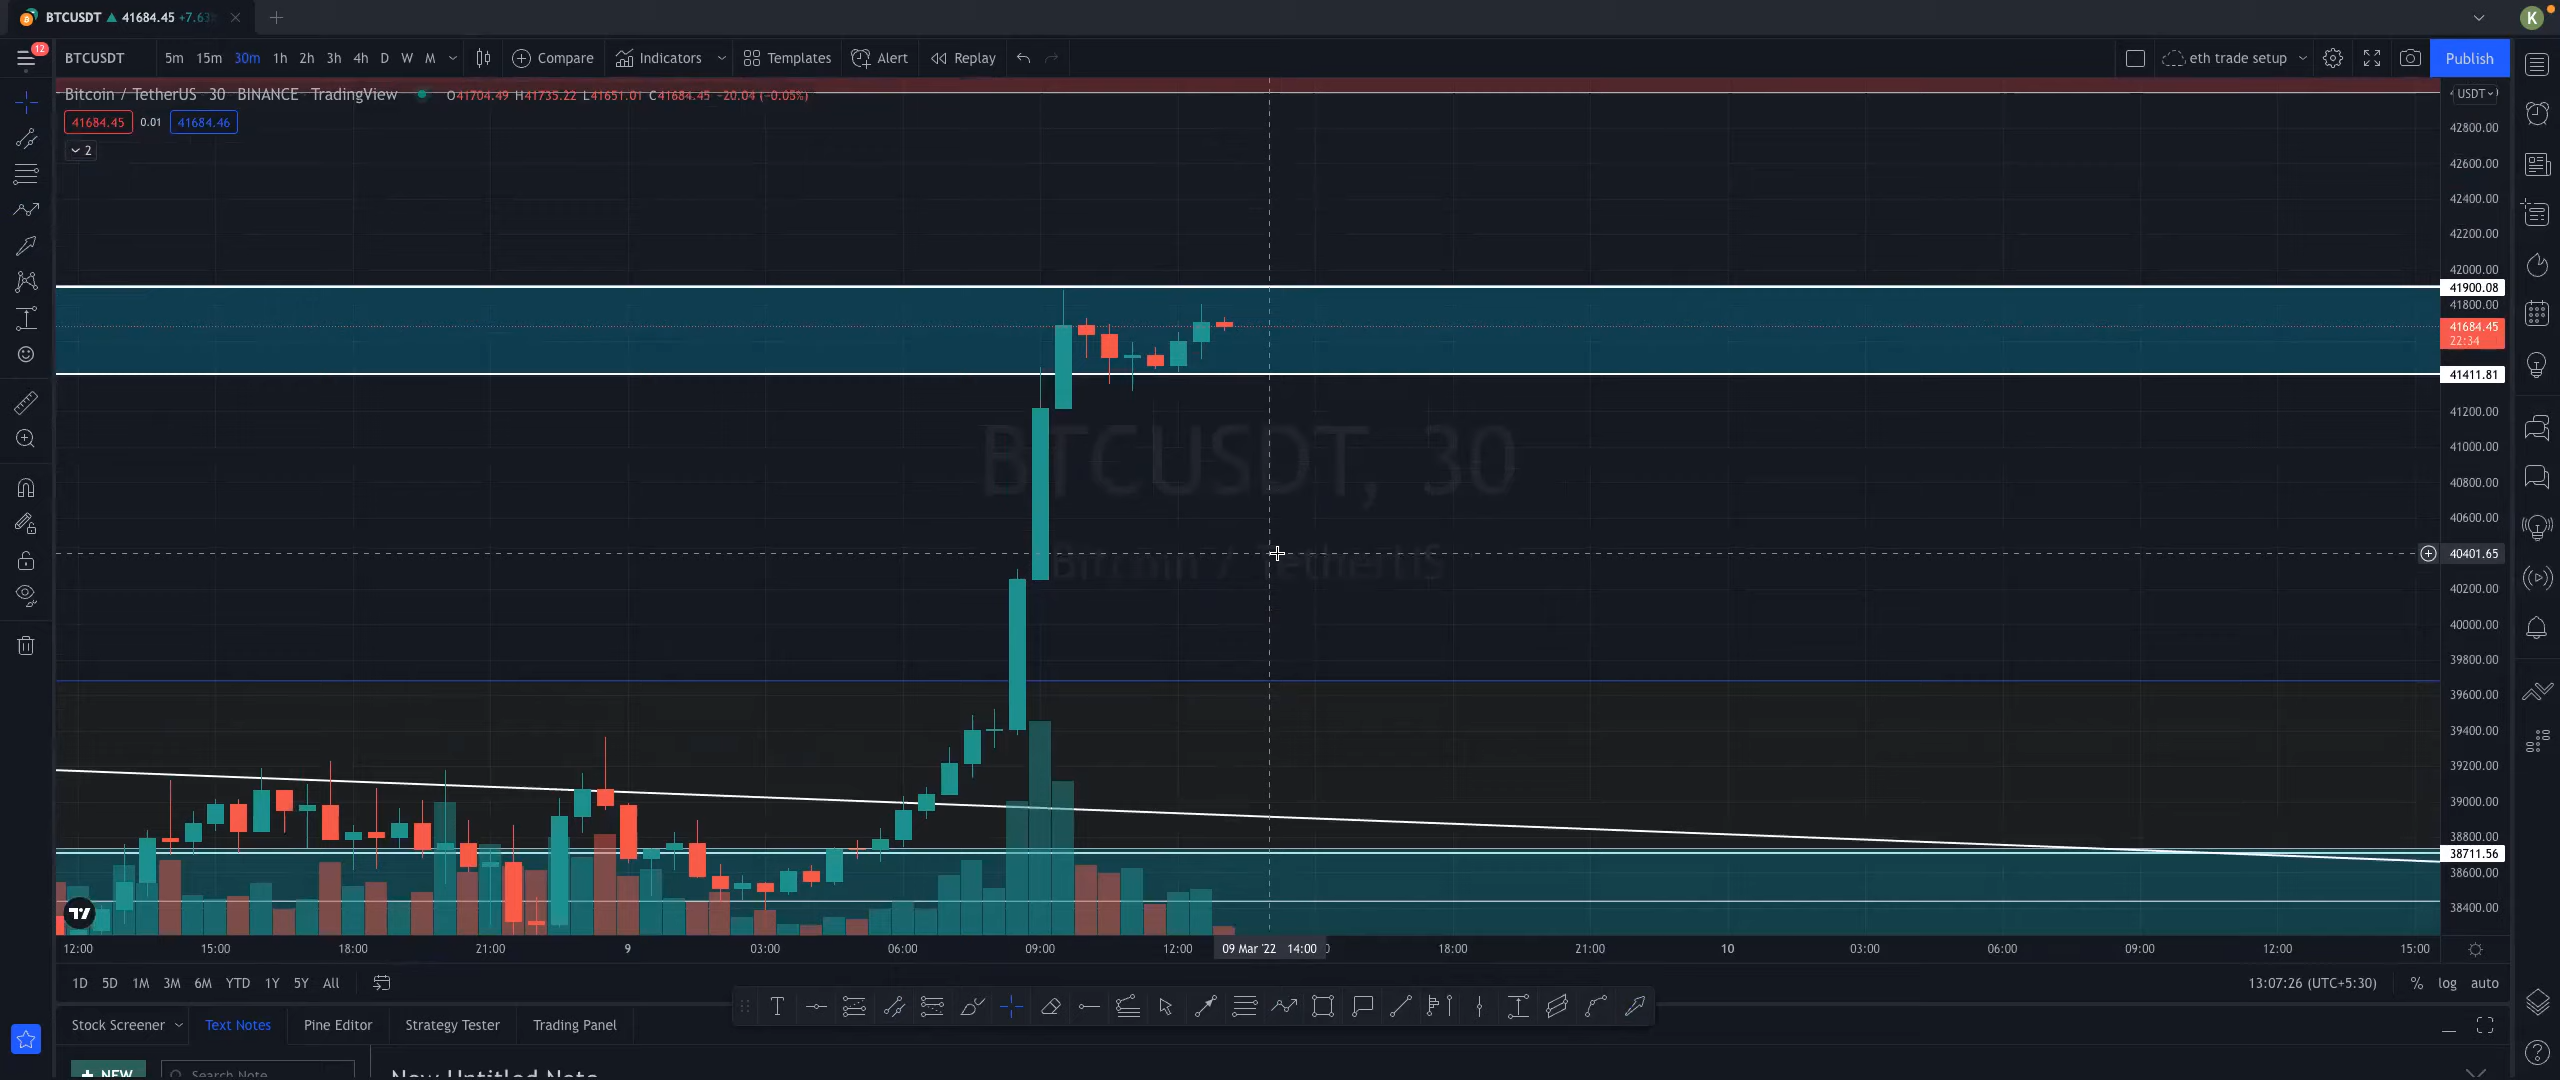 BTCUSDT ▲ 41684.45 +7.63
K
12
BTCUSDT 5m 15m 30m 1h 2h 3h 4h D W M Compare Indicators Templates Alert Replay eth trade setup Publish
Bitcoin / TetherUS 30 BINANCE TradingView O41704.49 H41735.22 L41651.01 C41684.45 -20.04 (-0.05%)
USDT
41684.45 0.01 41684.46
2
42800.00
42600.00
42400.00
42200.00
42000.00
41900.08
41800.00
41684.45
22:34
41411.81
41200.00
41000.00
40800.00
40600.00
40401.65
40200.00
40000.00
39800.00
39600.00
39400.00
39200.00
39000.00
38800.00
38711.56
38600.00
38400.00
BTCUSDT, 30
Bitcoin / TetherUS
12:00 15:00 18:00 21:00 9 03:00 06:00 09:00 12:00 09 Mar '22 14:00 18:00 21:00 10 03:00 06:00 09:00 12:00 15:00
1D 5D 1M 3M 6M YTD 1Y 5Y All 13:07:26 (UTC+5:30) % log auto
Stock Screener Text Notes Pine Editor Strategy Tester Trading Panel
+ NEW Search Note New Untitled Note